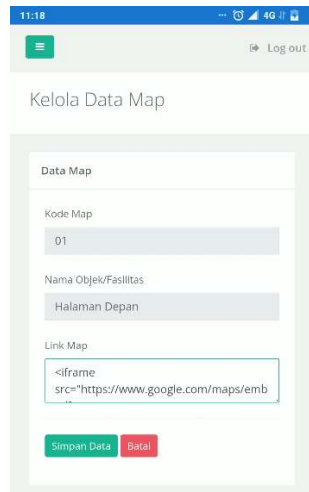 11:18
... 4G
Log out
Kelola Data Map
Data Map
Kode Map
01
Nama Objek/Fasilitas
Halaman Depan
Link Map
<iframe
src="https://www.google.com/maps/emb
Simpan Data Batal